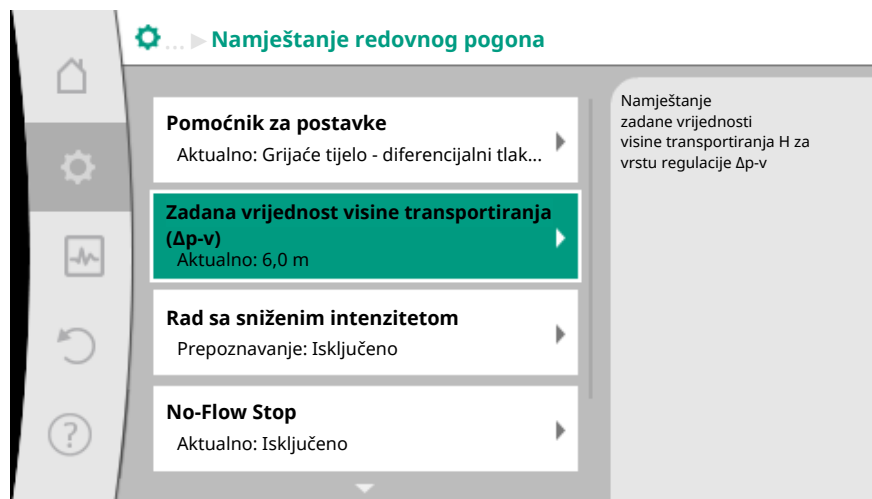 ... Namještanje redovnog pogona
Pomoćnik za postavke
Aktualno: Grijaće tijelo - diferencijalni tlak...
Zadana vrijednost visine transportiranja
(Δp-v)
Aktualno: 6,0 m
Rad sa sniženim intenzitetom
Prepoznavanje: Isključeno
No-Flow Stop
Aktualno: Isključeno
Namještanje
zadane vrijednosti
visine transportiranja H za
vrstu regulacije Δp-v
?